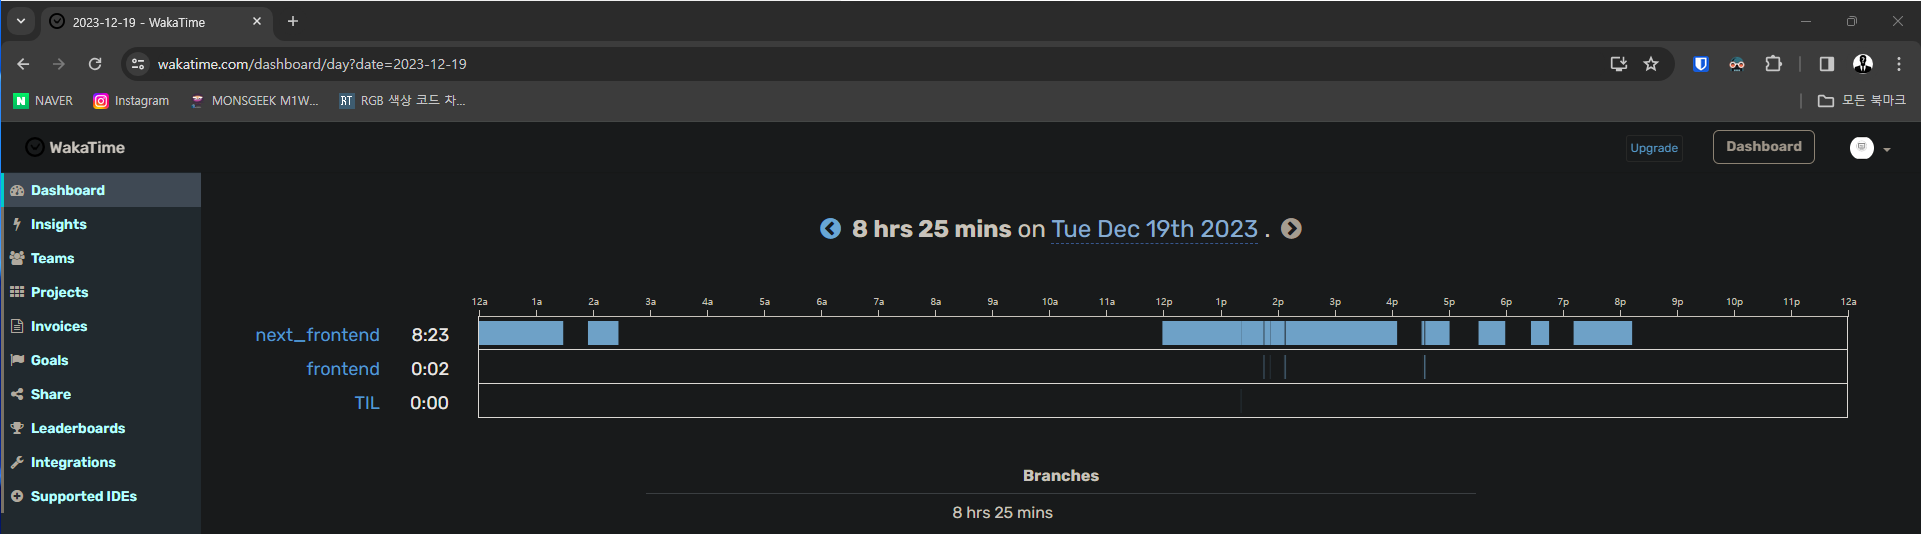 2023-12-19 - WakaTime
wakatime.com/dashboard/day?date=2023-12-19
NAVER Instagram MONSGEEK M1W... RT RGB 색상 코드 차... 모든 북마크
WakaTime Upgrade Dashboard
Dashboard
Insights
Teams
Projects
Invoices
Goals
Share
Leaderboards
Integrations
Supported IDEs
8 hrs 25 mins on Tue Dec 19th 2023 .
12a 1a 2a 3a 4a 5a 6a 7a 8a 9a 10a 11a 12p 1p 2p 3p 4p 5p 6p 7p 8p 9p 10p 11p 12a
next_frontend 8:23
frontend 0:02
TIL 0:00
Branches
8 hrs 25 mins